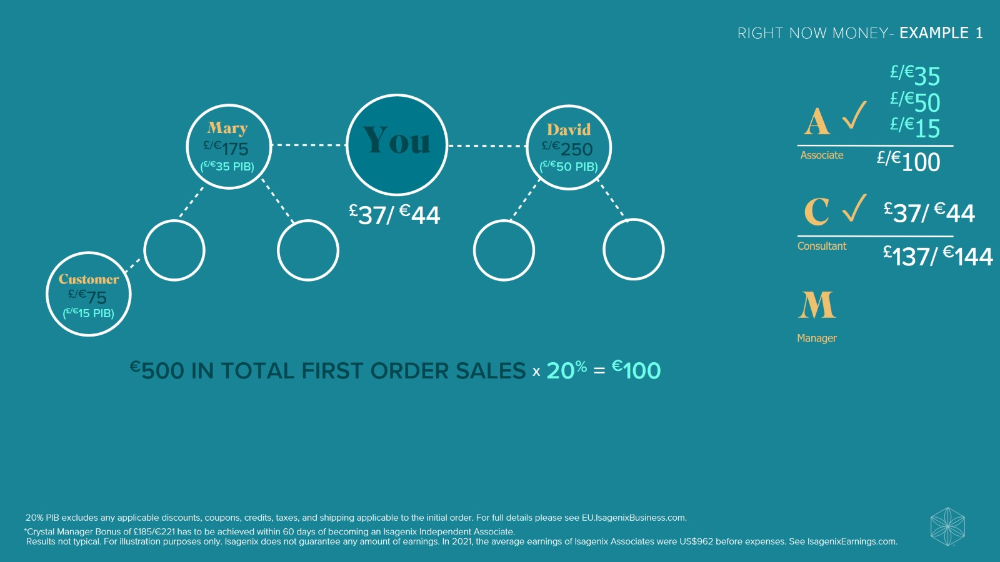 RIGHT NOW MONEY- EXAMPLE 1
Mary
£/€175
(£/€35 PIB)
You
£37/ €44
David
£/€250
(£/€50 PIB)
Customer
£/€75
(£/€15 PIB)
€500 IN TOTAL FIRST ORDER SALES x 20% = €100
£/€35
£/€50
£/€15
A ✓
Associate
£/€100
C ✓ £37/ €44
Consultant
£137/ €144
M
Manager
20% PIB excludes any applicable discounts, coupons, credits, taxes, and shipping applicable to the initial order. For full details please see EU.IsagenixBusiness.com.
*Crystal Manager Bonus of £185/€221 has to be achieved within 60 days of becoming an Isagenix Independent Associate.
Results not typical. For illustration purposes only. Isagenix does not guarantee any amount of earnings. In 2021, the average earnings of Isagenix Associates were US$962 before expenses. See IsagenixEarnings.com.